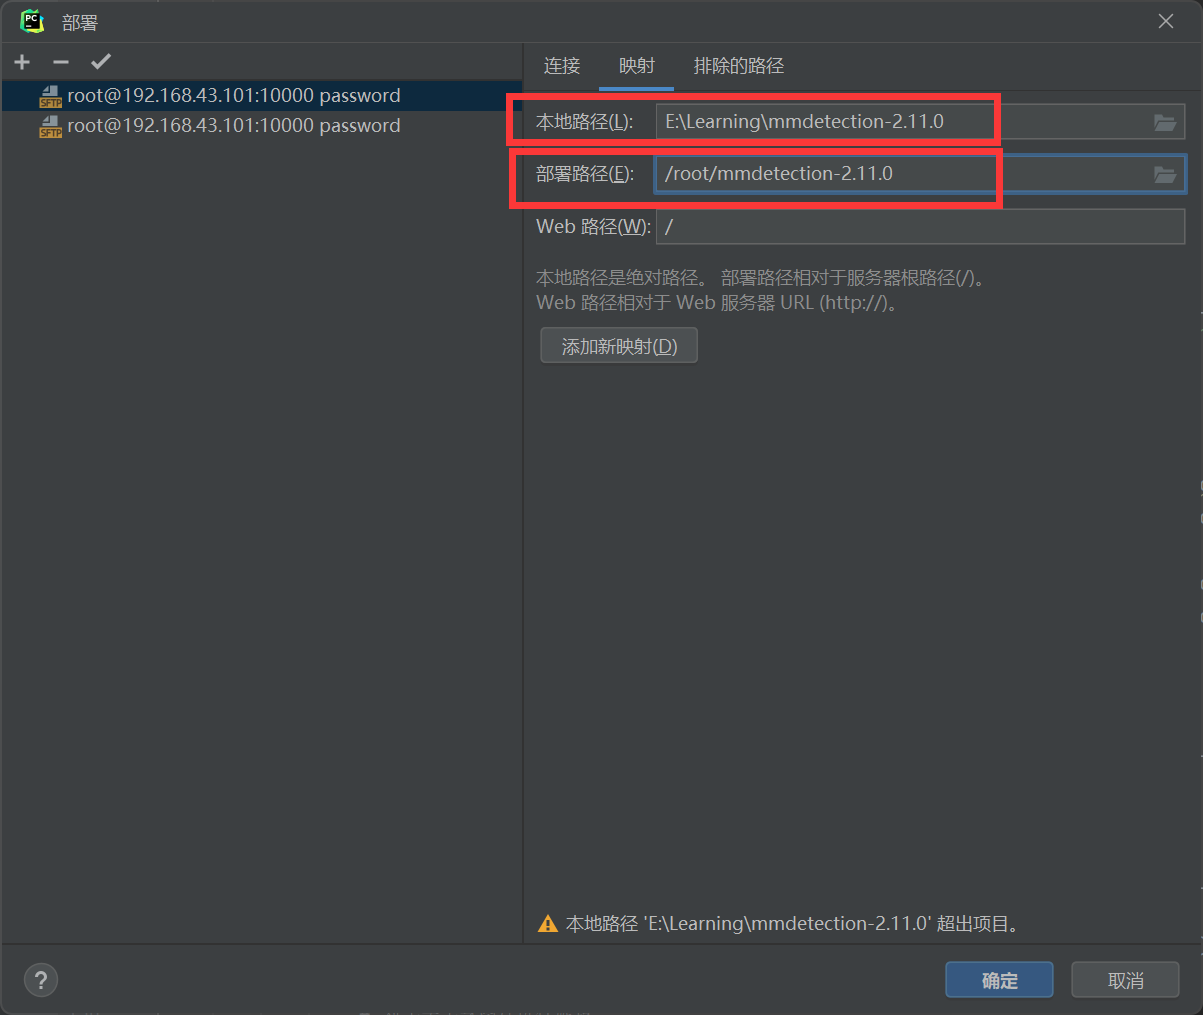 部署
连接 映射 排除的路径
root@192.168.43.101:10000 password
root@192.168.43.101:10000 password
本地路径(L): E:\Learning\mmdetection-2.11.0
部署路径(E): /root/mmdetection-2.11.0
Web 路径(W): /
本地路径是绝对路径。 部署路径相对于服务器根路径(/)。
Web 路径相对于 Web 服务器 URL (http://)。
添加新映射(D)
本地路径 'E:\Learning\mmdetection-2.11.0' 超出项目。
? 确定 取消